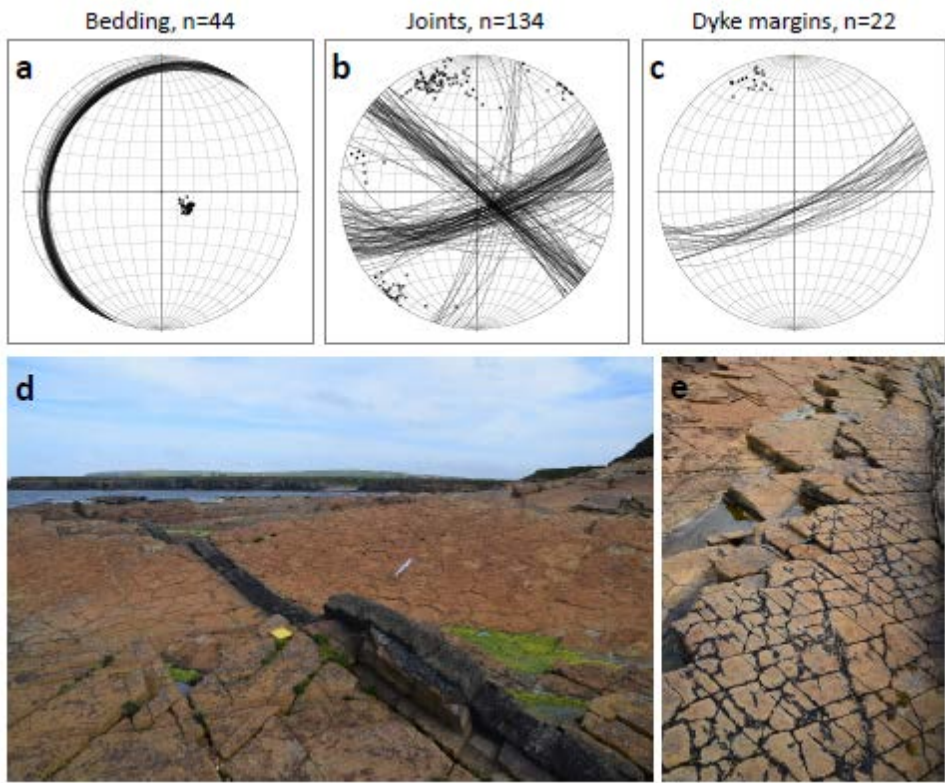 Bedding, n=44
Joints, n=134
Dyke margins, n=22
a
b
c
d
e